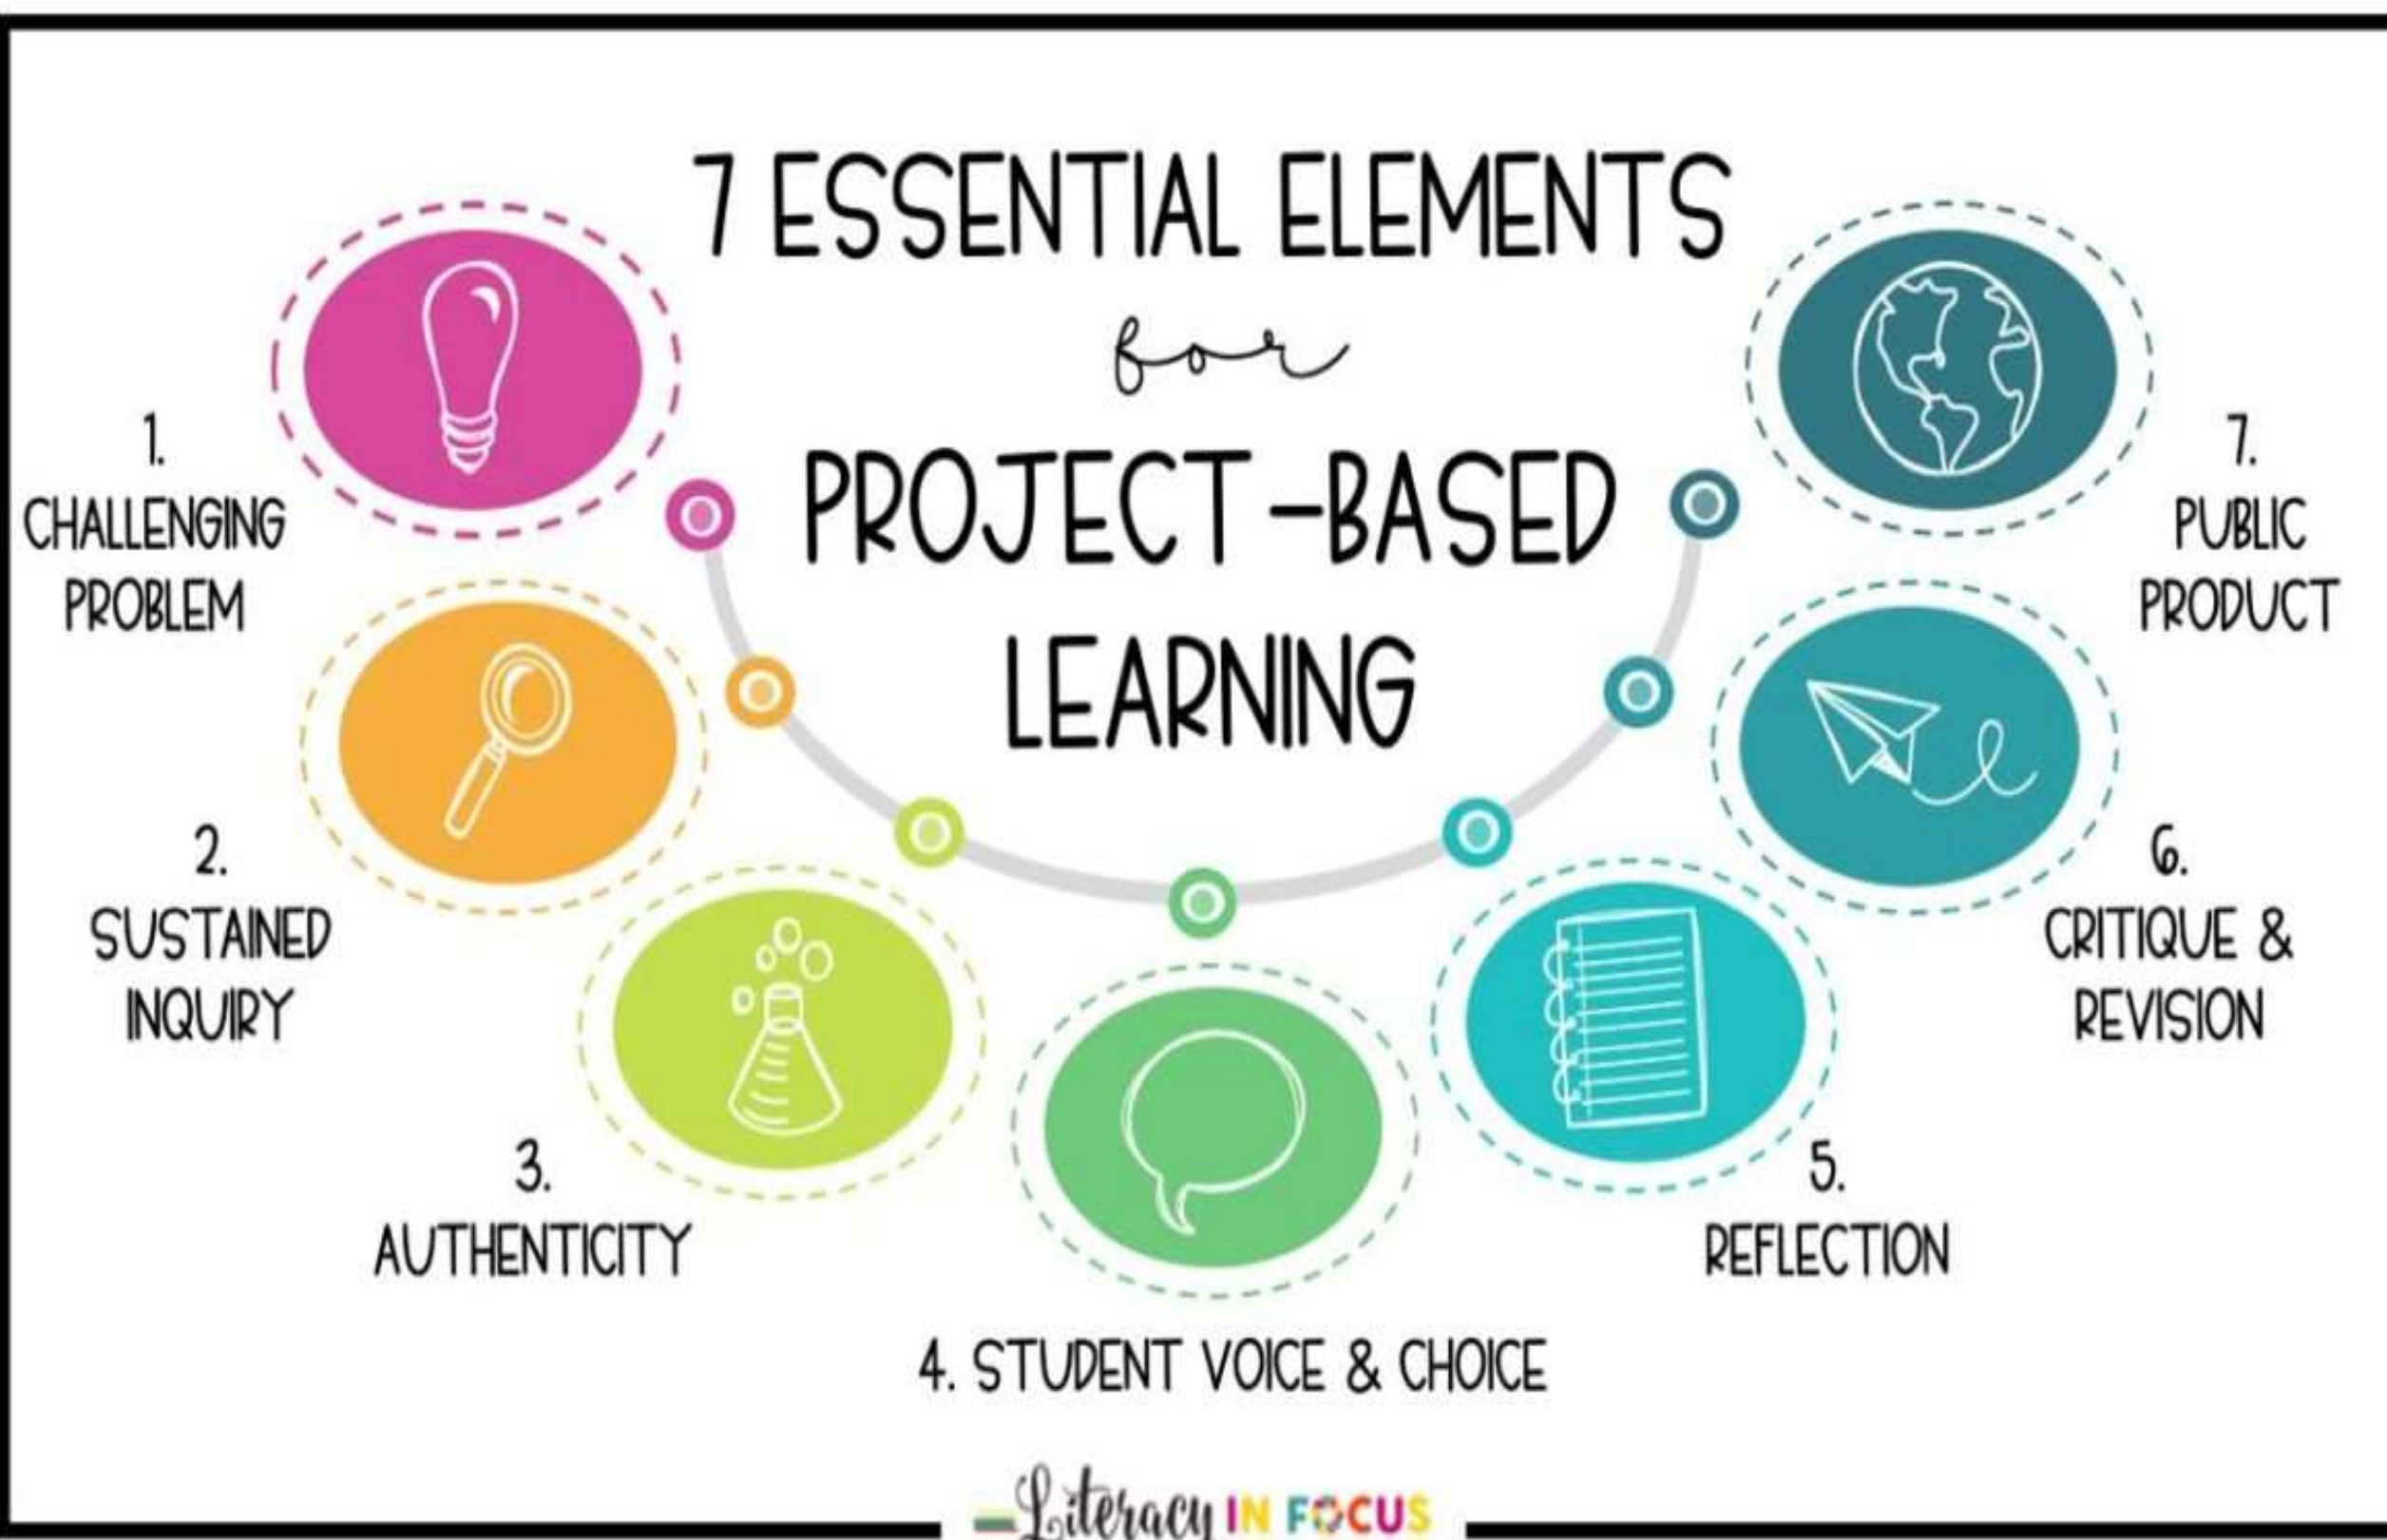 7 ESSENTIAL ELEMENTS
for
PROJECT-BASED
LEARNING
1.
CHALLENGING
PROBLEM
2.
SUSTAINED
INQUIRY
3.
AUTHENTICITY
4. STUDENT VOICE & CHOICE
5.
REFLECTION
6.
CRITIQUE &
REVISION
7.
PUBLIC
PRODUCT
Literacy IN FOCUS